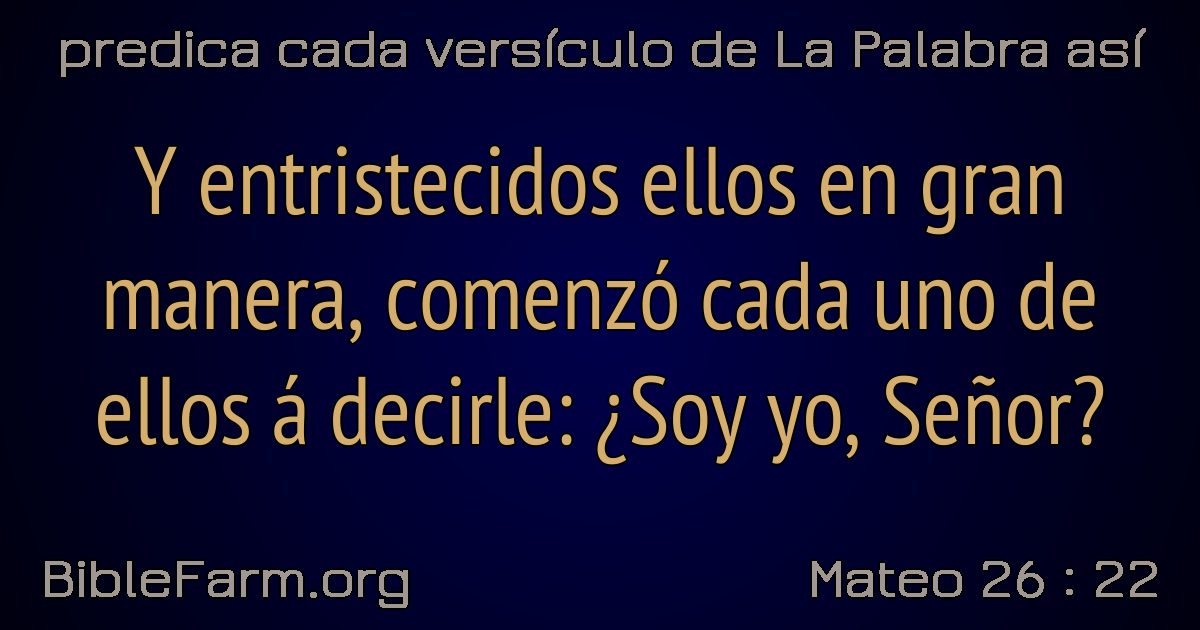 predica cada versículo de La Palabra así
Y entristecidos ellos en gran
manera, comenzó cada uno de
ellos á decirle: ¿Soy yo, Señor?
BibleFarm.org
Mateo 26 : 22